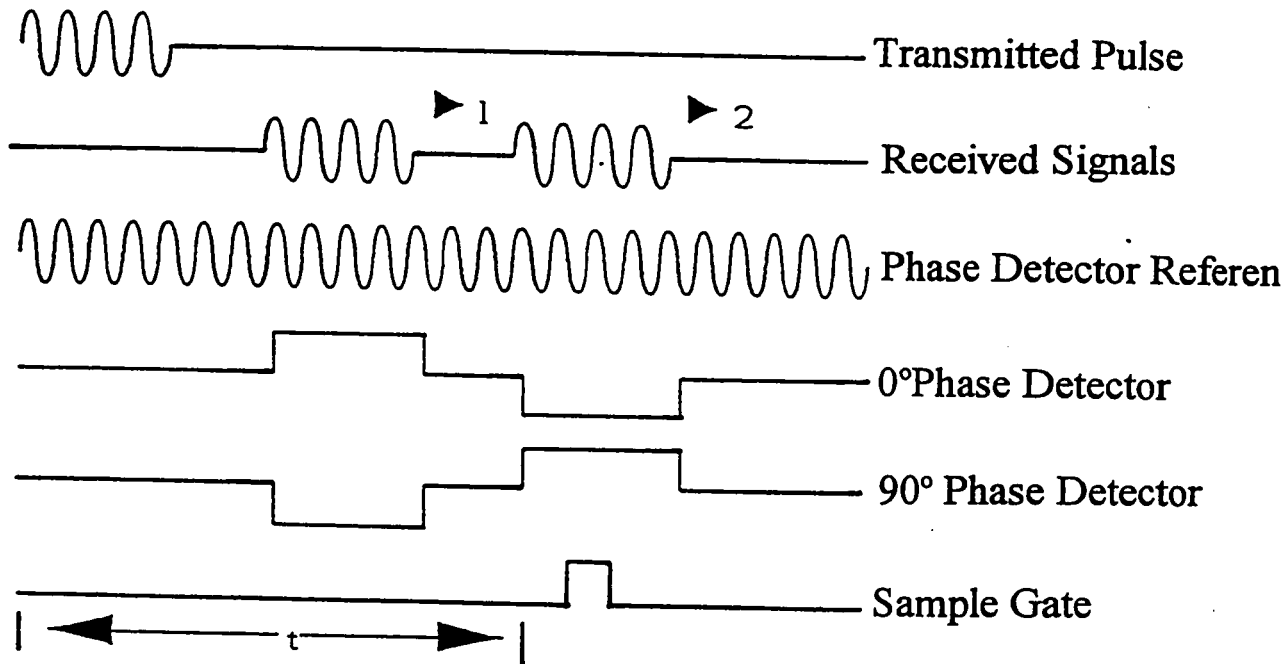 Transmitted Pulse
1
2
Received Signals
Phase Detector Referen
0°Phase Detector
90° Phase Detector
Sample Gate
t